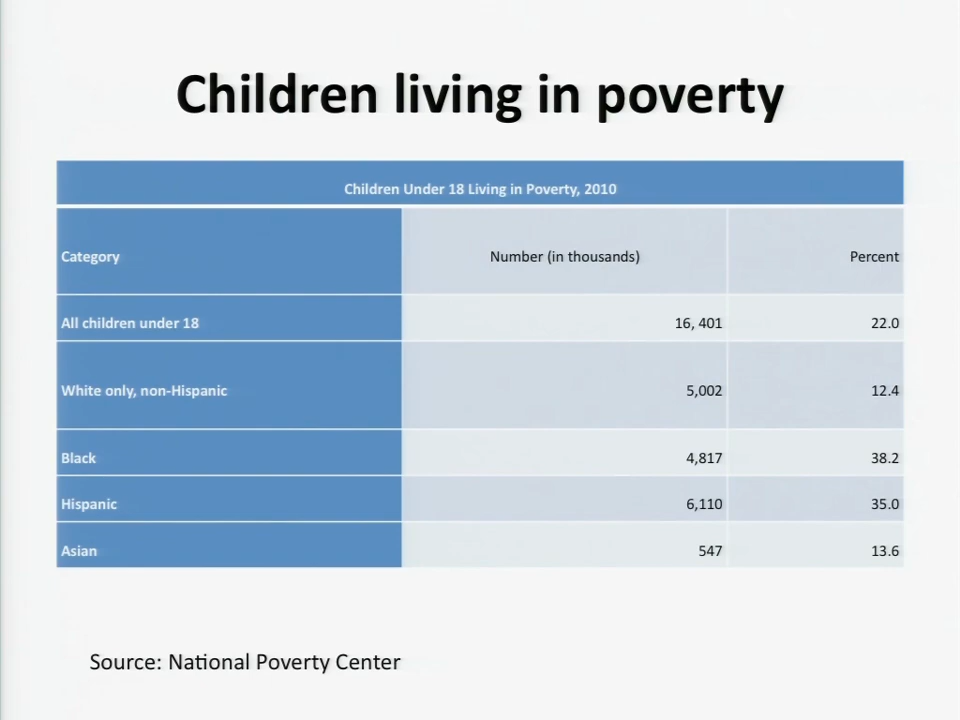 Children living in poverty
Children Under 18 Living in Poverty, 2010
Category Number (in thousands) Percent
All children under 18 16, 401 22.0
White only, non-Hispanic 5,002 12.4
Black 4,817 38.2
Hispanic 6,110 35.0
Asian 547 13.6
Source: National Poverty Center